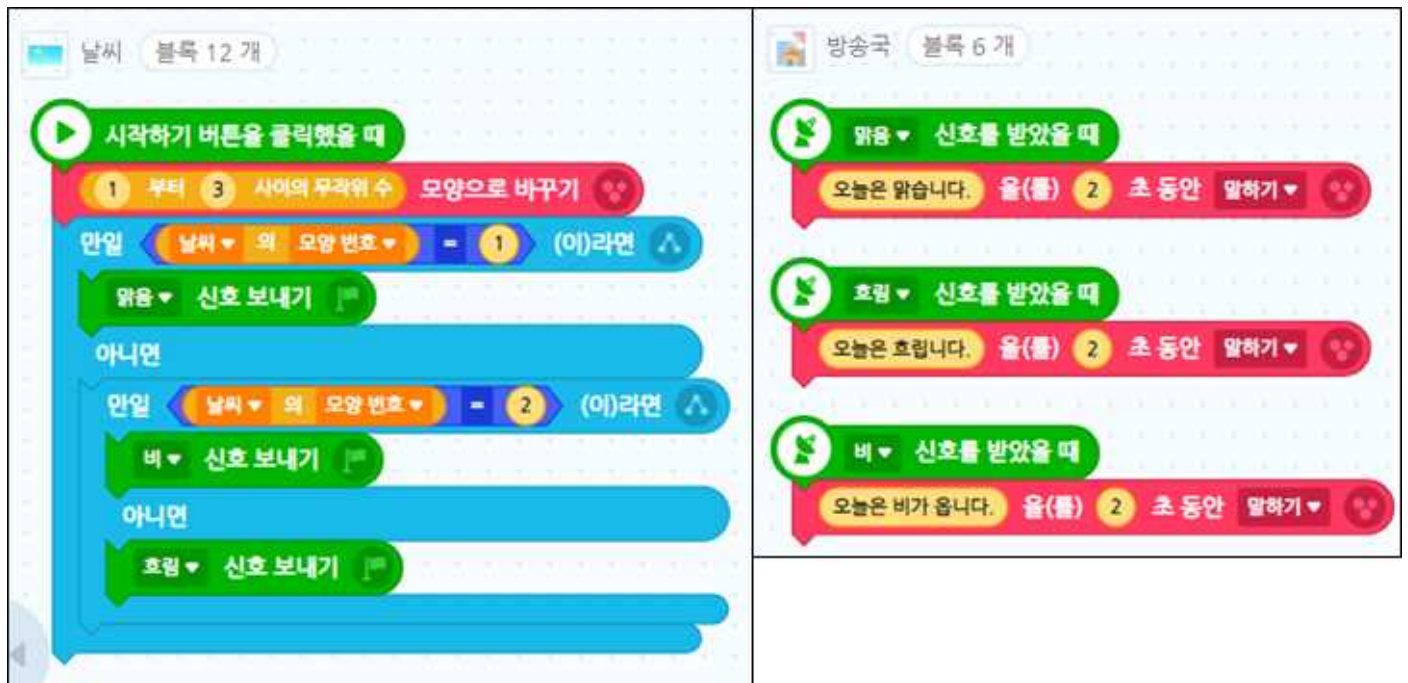 날씨 블록 12 개
시작하기 버튼을 클릭했을 때
1 부터 3 사이의 무작위 수 모양으로 바꾸기
만일 날씨 의 모양 번호 = 1 (이)라면
맑음 신호 보내기
아니면
만일 날씨 의 모양 번호 = 2 (이)라면
비 신호 보내기
아니면
흐림 신호 보내기
방송국 블록 6 개
맑음 신호를 받았을 때
오늘은 맑습니다. 을(를) 2 초 동안 말하기
흐림 신호를 받았을 때
오늘은 흐립니다. 을(를) 2 초 동안 말하기
비 신호를 받았을 때
오늘은 비가 옵니다. 을(를) 2 초 동안 말하기